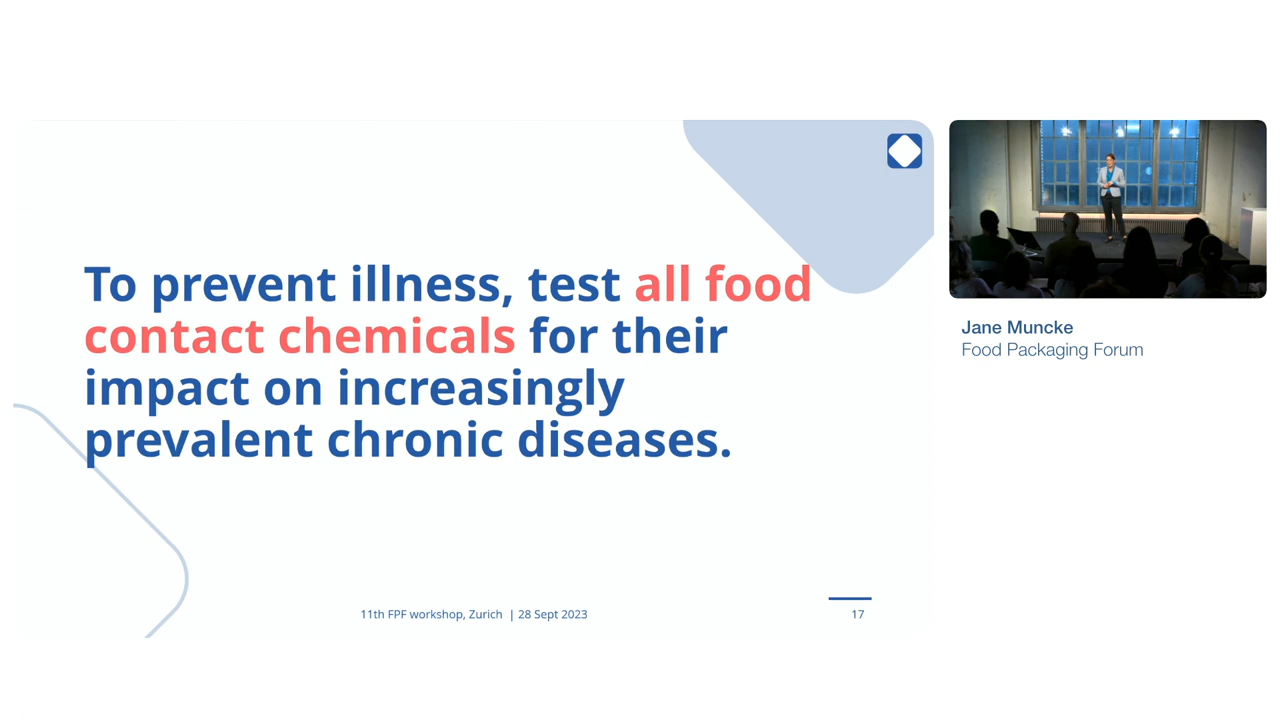 To prevent illness, test all food
contact chemicals for their
impact on increasingly
prevalent chronic diseases.
11th FPF workshop, Zurich | 28 Sept 2023
17
Jane Muncke
Food Packaging Forum